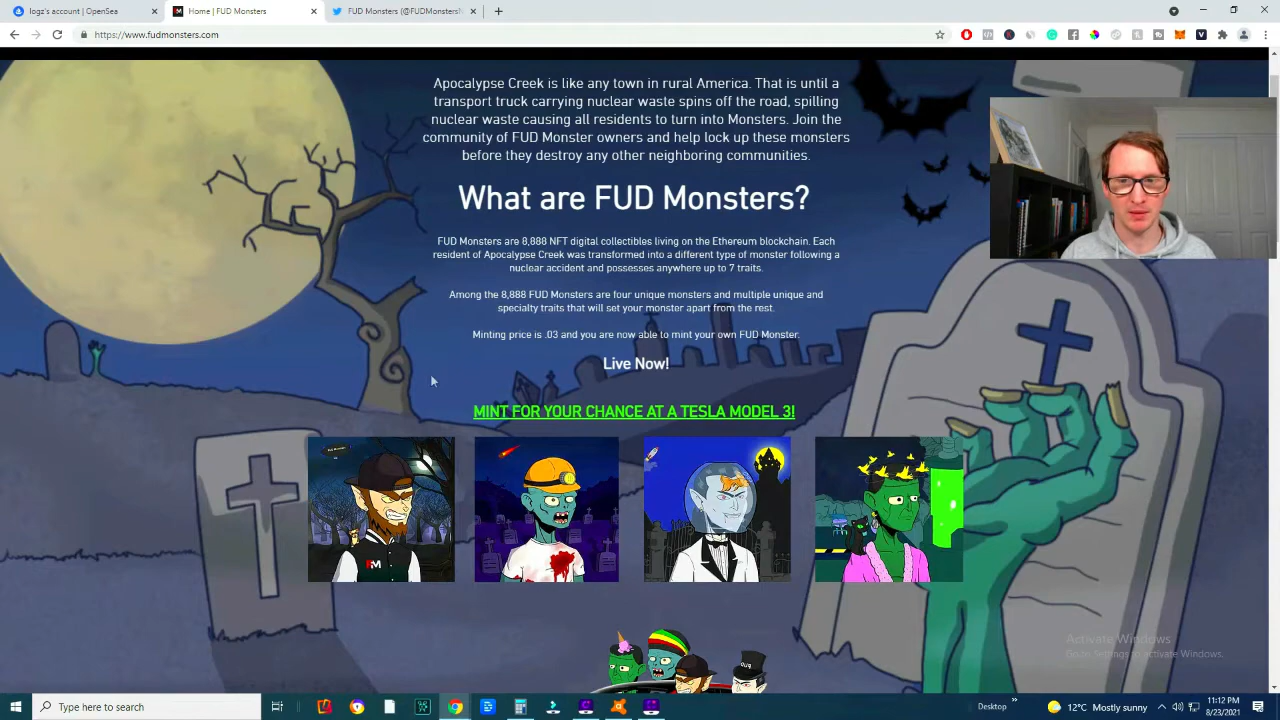 logz's account | OpenSea
Home | FUD Monsters
FUD Monsters (@FUDMonsters?
https://www.fudmonsters.com
Apocalypse Creek is like any town in rural America. That is until a
transport truck carrying nuclear waste spins off the road, spilling
nuclear waste causing all residents to turn into Monsters. Join the
community of FUD Monster owners and help lock up these monsters
before they destroy any other neighboring communities.
What are FUD Monsters?
FUD Monsters are 8,888 NFT digital collectibles living on the Ethereum blockchain. Each
resident of Apocalypse Creek was transformed into a different type of monster following a
nuclear accident and possesses anywhere up to 7 traits.
Among the 8,888 FUD Monsters are four unique monsters and multiple unique and
specialty traits that will set your monster apart from the rest.
Minting price is .03 and you are now able to mint your own FUD Monster.
Live Now!
MINT FOR YOUR CHANCE AT A TESLA MODEL 3!
FM
Activate Windows
Go to Settings to activate Windows.
Type here to search
Desktop
12°C Mostly sunny
11:12 PM
8/23/2021